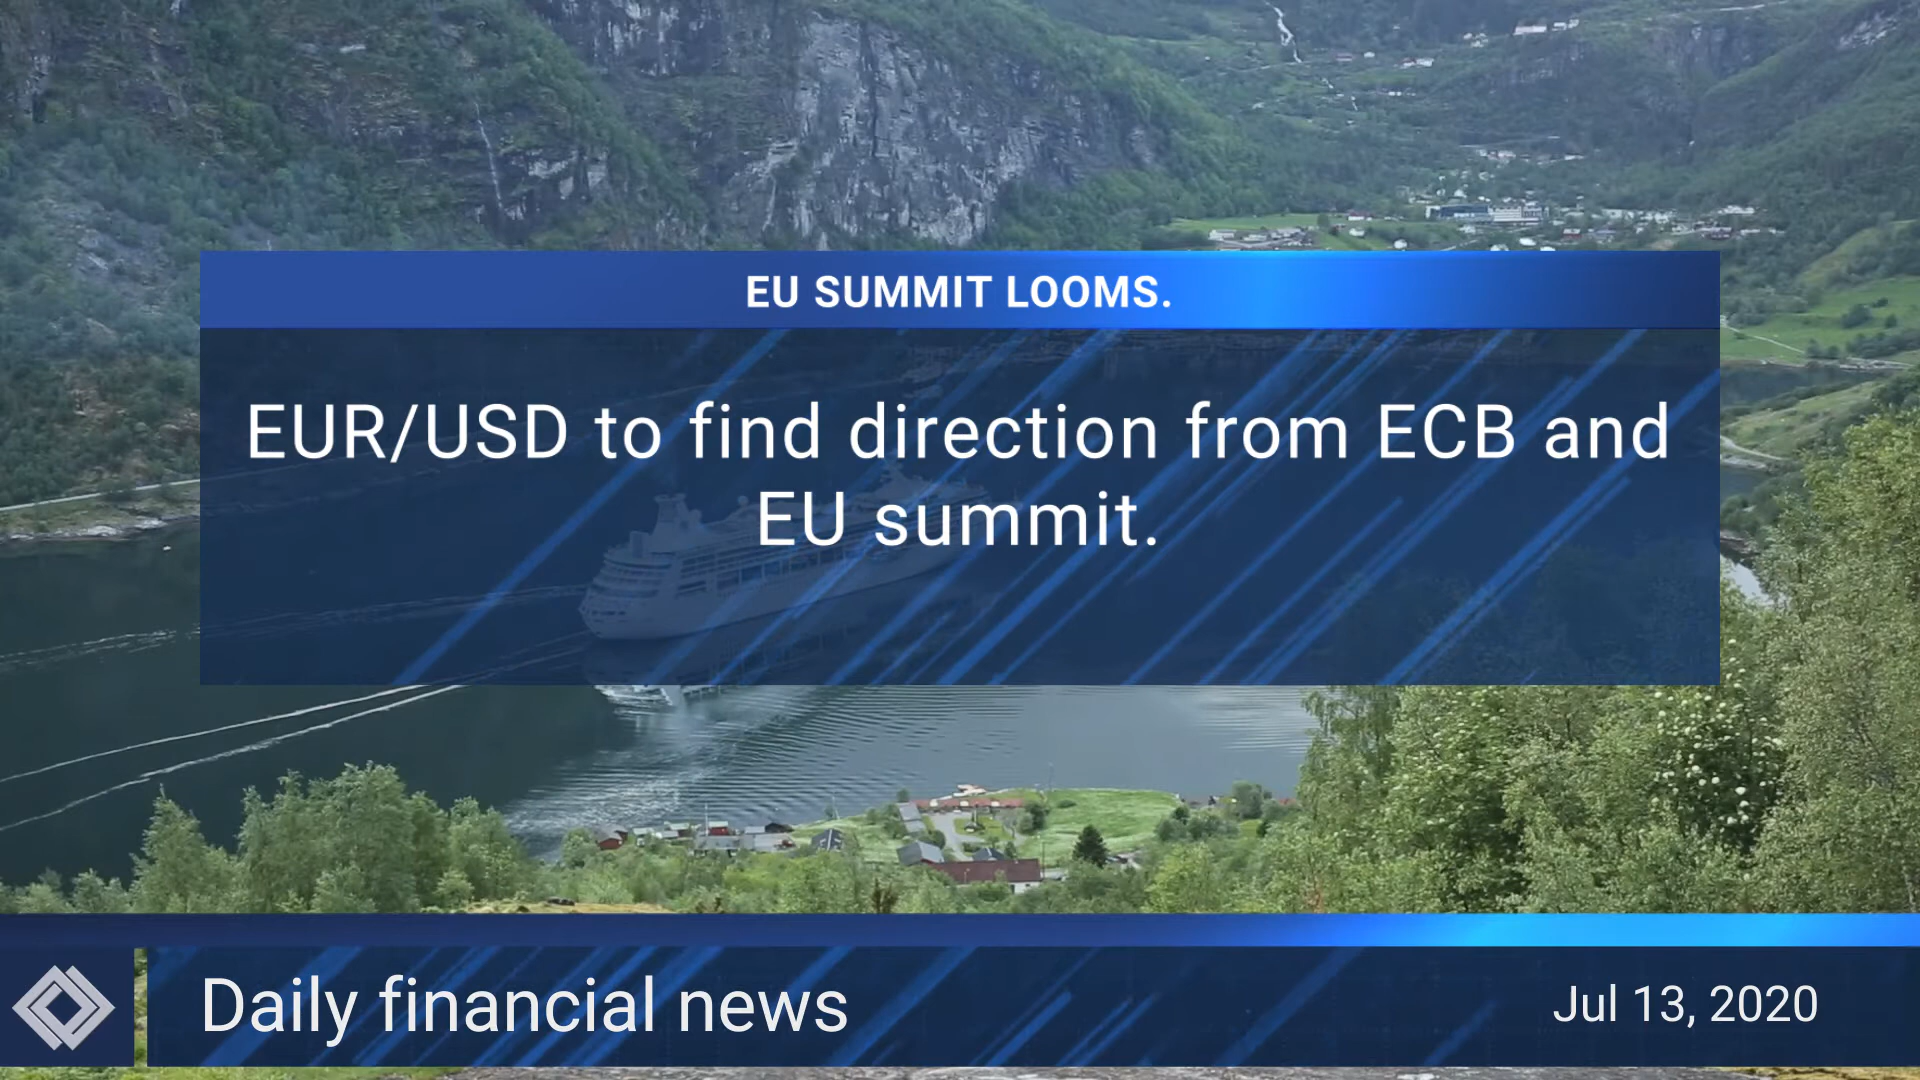 EU SUMMIT LOOMS.
EUR/USD to find direction from ECB and
EU summit.
Daily financial news
Jul 13, 2020